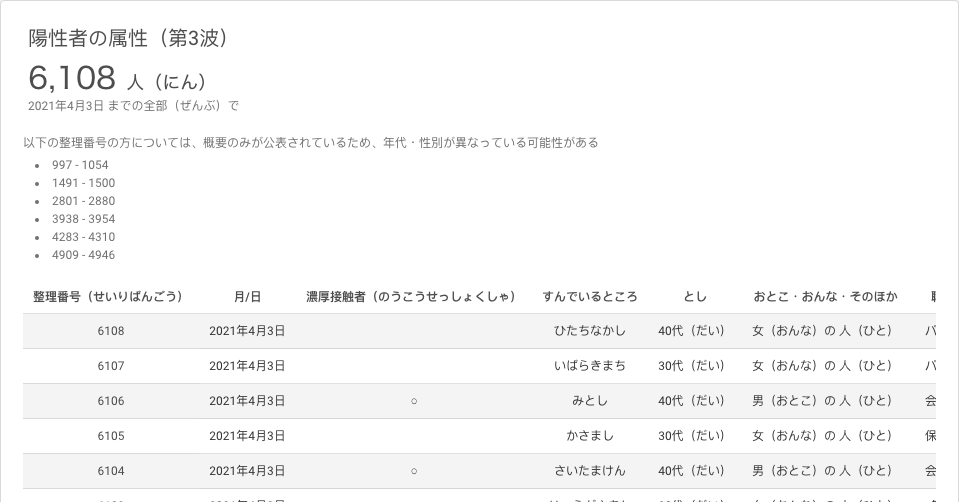 陽性者の属性（第3波）
6,108 人（にん）
2021年4月3日 までの全部（ぜんぶ）で
以下の整理番号の方については、概要のみが公表されているため、年代・性別が異なっている可能性がある
• 997 - 1054
• 1491 - 1500
• 2801 - 2880
• 3938 - 3954
• 4283 - 4310
• 4909 - 4946
整理番号（せいりばんごう） 月/日 濃厚接触者（のうこうせっしょくしゃ） すんでいるところ とし おとこ・おんな・そのほか
6108 2021年4月3日 ひたちなかし 40代（だい） 女（おんな）の 人（ひと） パ
6107 2021年4月3日 いばらきまち 30代（だい） 女（おんな）の 人（ひと） パ
6106 2021年4月3日 ○ みとし 40代（だい） 男（おとこ）の 人（ひと） 会
6105 2021年4月3日 かさまし 30代（だい） 女（おんな）の 人（ひと） 保
6104 2021年4月3日 ○ さいたまけん 40代（だい） 男（おとこ）の 人（ひと） 会